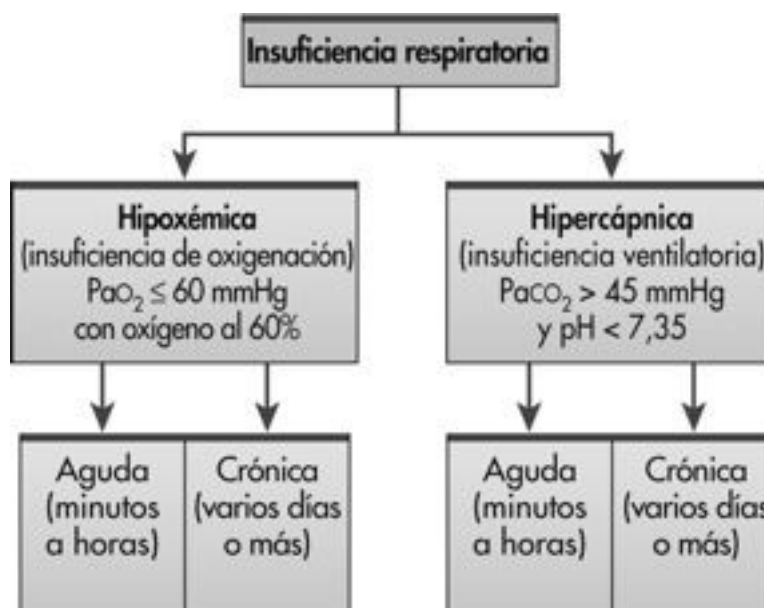 Insuficiencia respiratoria
Hipoxémica
(insuficiencia de oxigenación)
PaO₂ ≤ 60 mmHg
con oxígeno al 60%
Hipercápnica
(insuficiencia ventilatoria)
PaCO₂ > 45 mmHg
y pH < 7,35
Aguda
(minutos
a horas)
Crónica
(varios días
o más)
Aguda
(minutos
a horas)
Crónica
(varios días
o más)